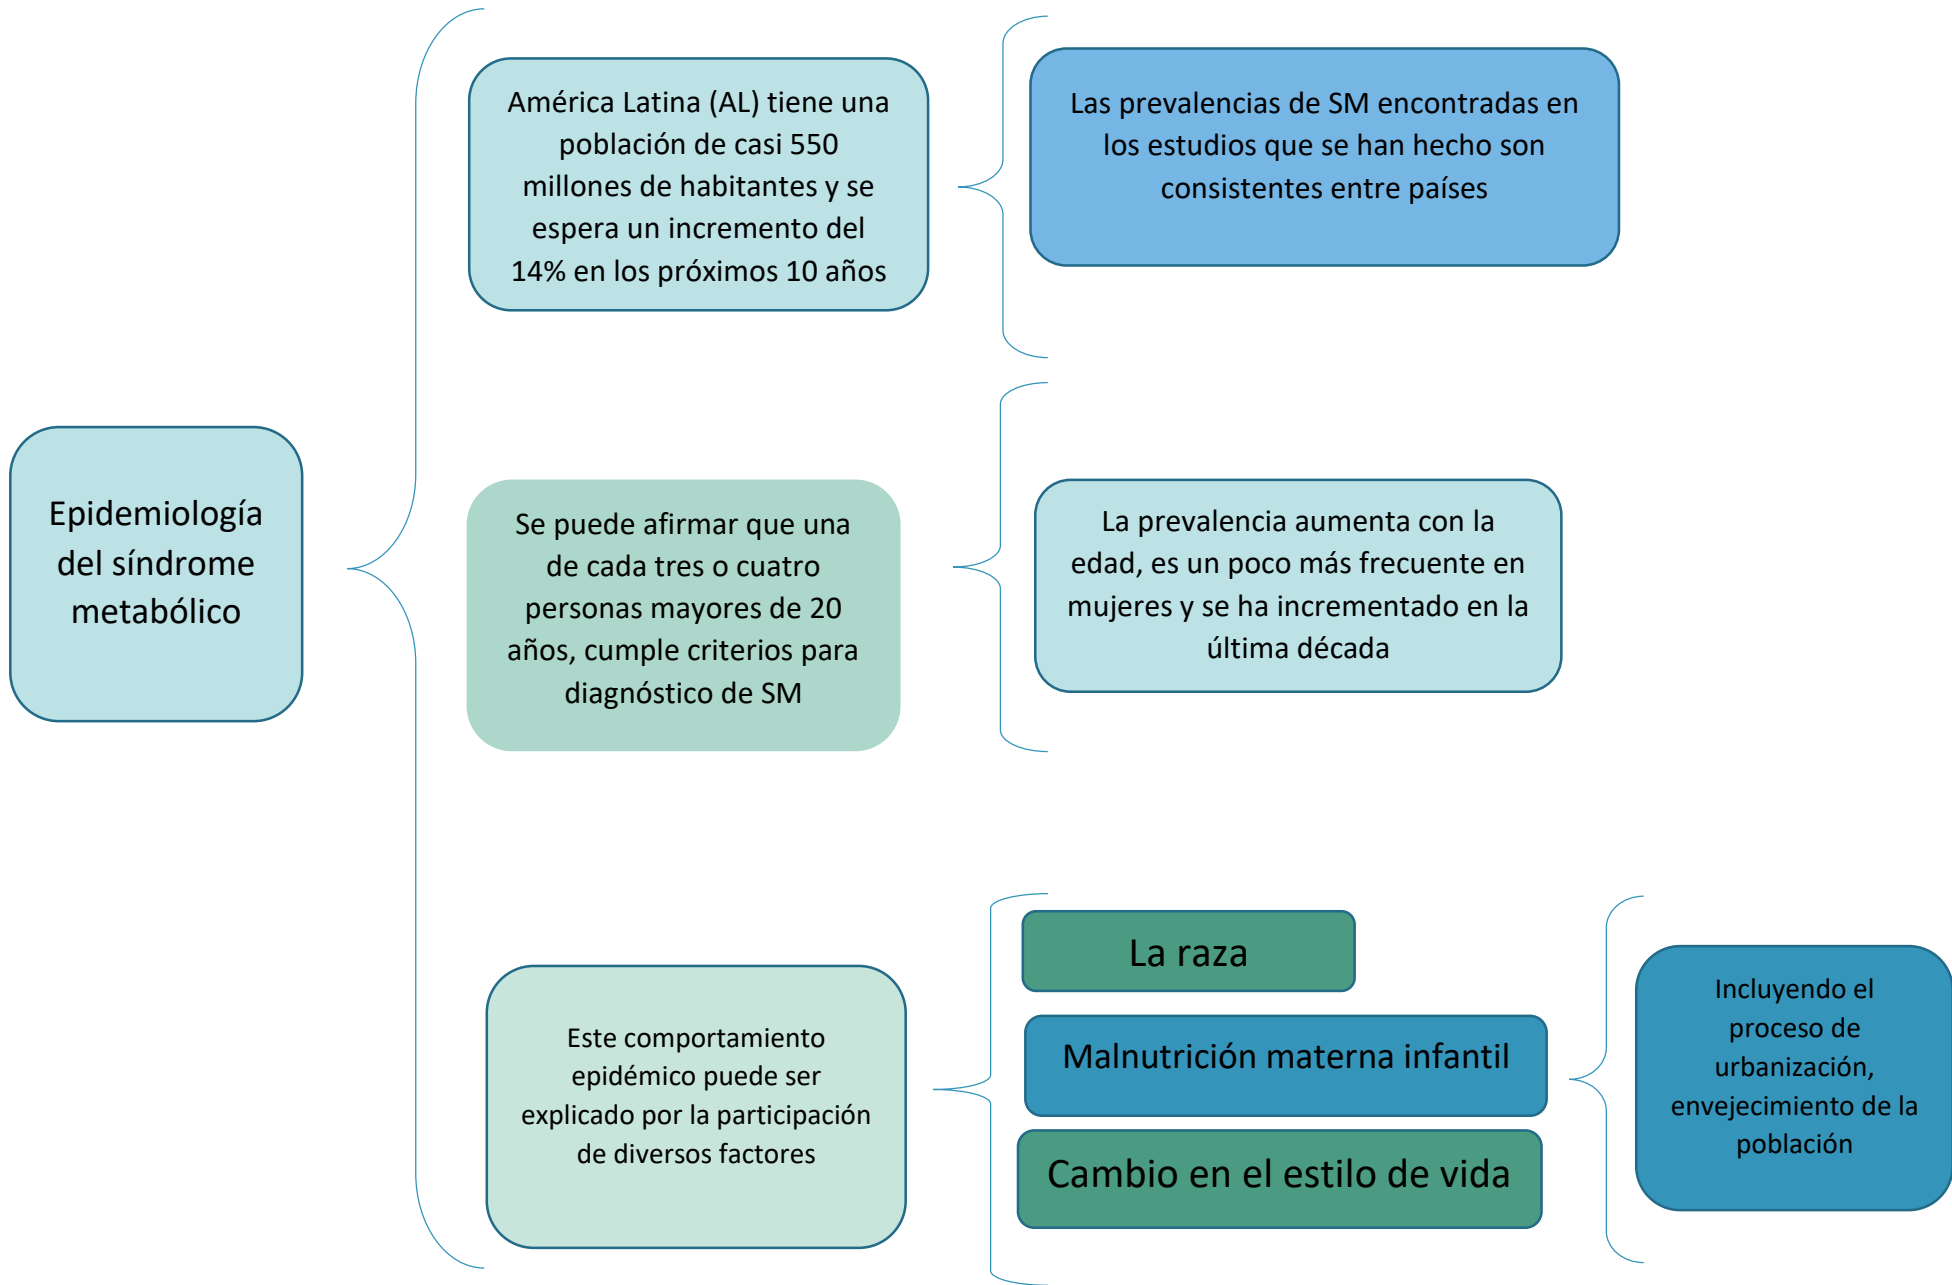 Epidemiología
del síndrome
metabólico
América Latina (AL) tiene una
población de casi 550
millones de habitantes y se
espera un incremento del
14% en los próximos 10 años
Las prevalencias de SM encontradas en
los estudios que se han hecho son
consistentes entre países
Se puede afirmar que una
de cada tres o cuatro
personas mayores de 20
años, cumple criterios para
diagnóstico de SM
La prevalencia aumenta con la
edad, es un poco más frecuente en
mujeres y se ha incrementado en la
última década
Este comportamiento
epidémico puede ser
explicado por la participación
de diversos factores
La raza
Malnutrición materna infantil
Cambio en el estilo de vida
Incluyendo el
proceso de
urbanización,
envejecimiento de la
población